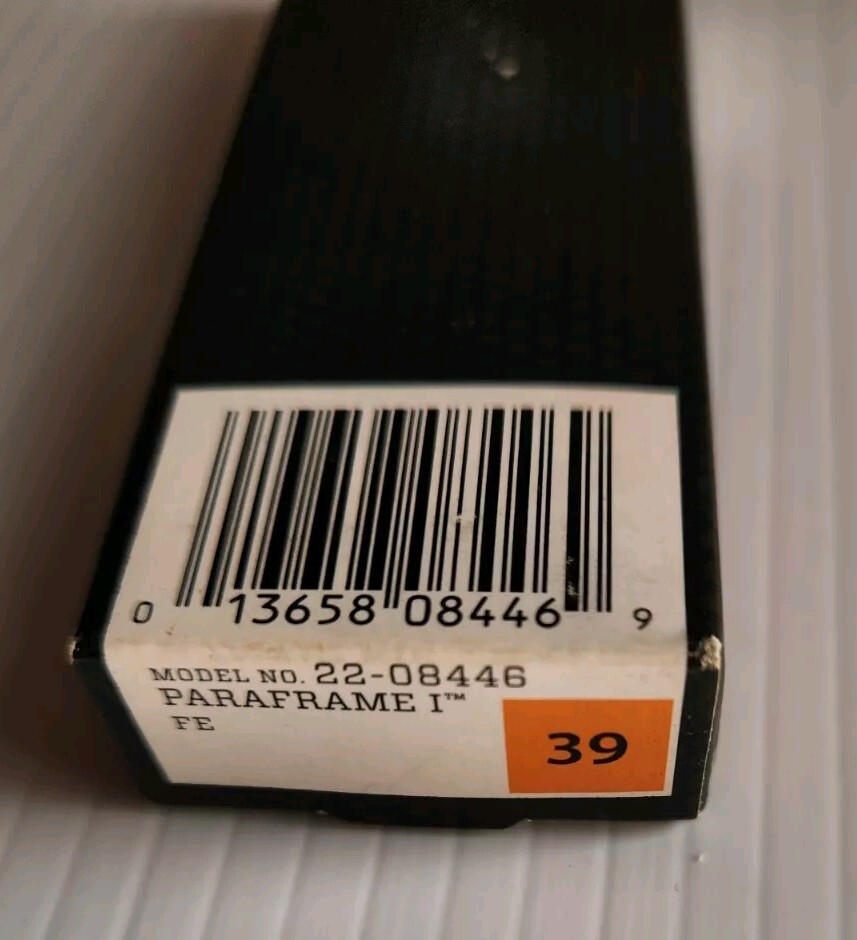 0 13658 08446 9
MODEL NO. 22-08446
PARAFRAME I™
FE
39